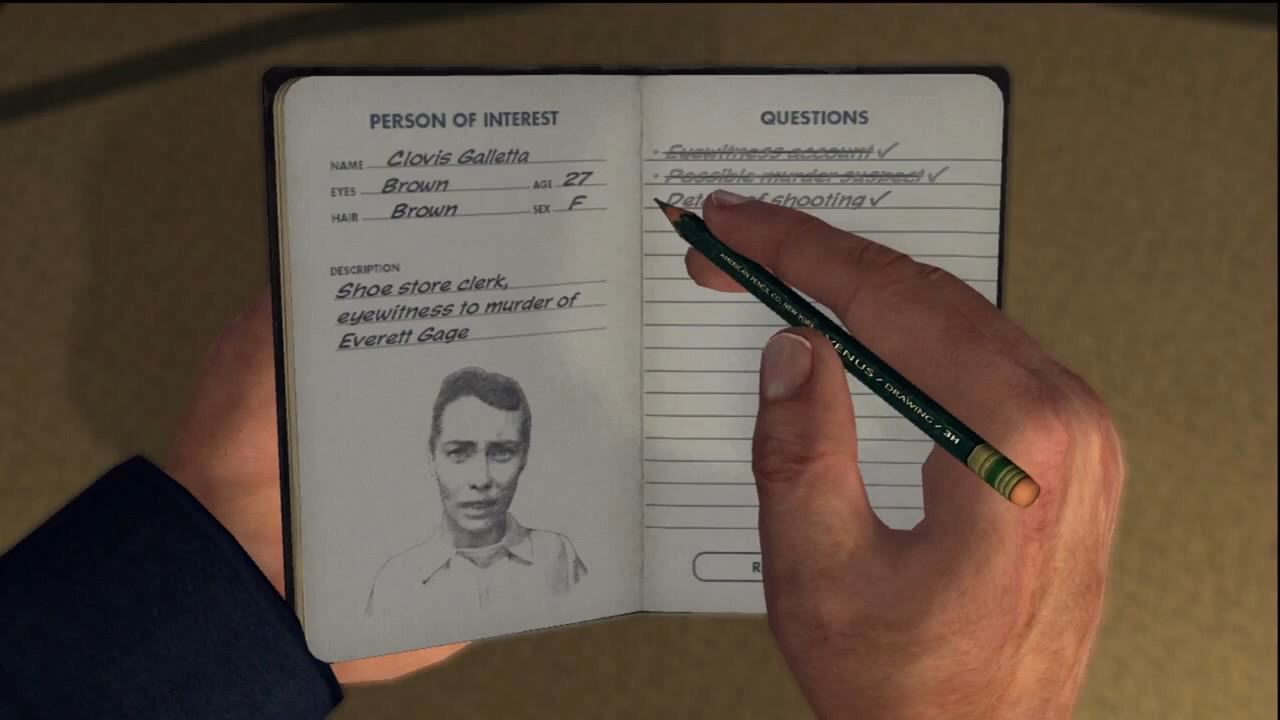 PERSON OF INTEREST
NAME Clovis Galletta
EYES Brown AGE 27
HAIR Brown SEX F
DESCRIPTION
Shoe store clerk,
eyewitness to murder of
Everett Gage
QUESTIONS
• Eyewitness account ✓
• Possible murder suspect ✓
of shooting ✓
AMERICAN PENCIL CO. NEW YORK VENUS / DRAWING / 3H